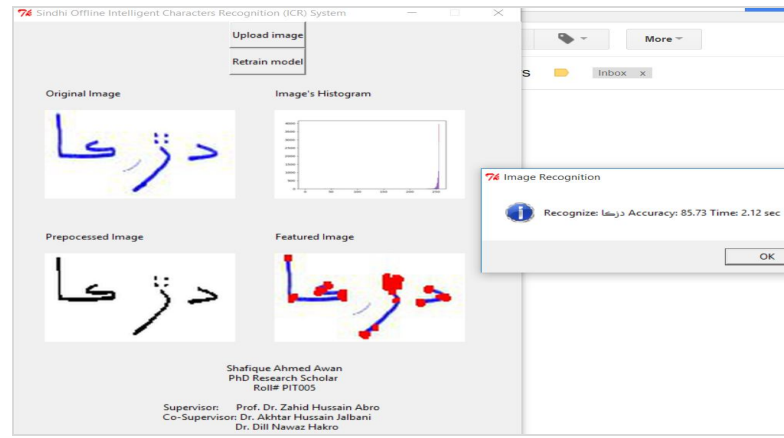 Sindhi Offline Intelligent Characters Recognition (ICR) System
Upload image
Retrain model
Original Image
Image's Histogram
Prepocessed Image
Featured Image
Shafique Ahmed Awan
PhD Research Scholar
Roll# PIT005
Supervisor: Prof. Dr. Zahid Hussain Abro
Co-Supervisor: Dr. Akhtar Hussain Jalbani
Dr. Dill Nawaz Hakro
More
S
Inbox x
Image Recognition
Recognize: دڙڪا Accuracy: 85.73 Time: 2.12 sec
OK